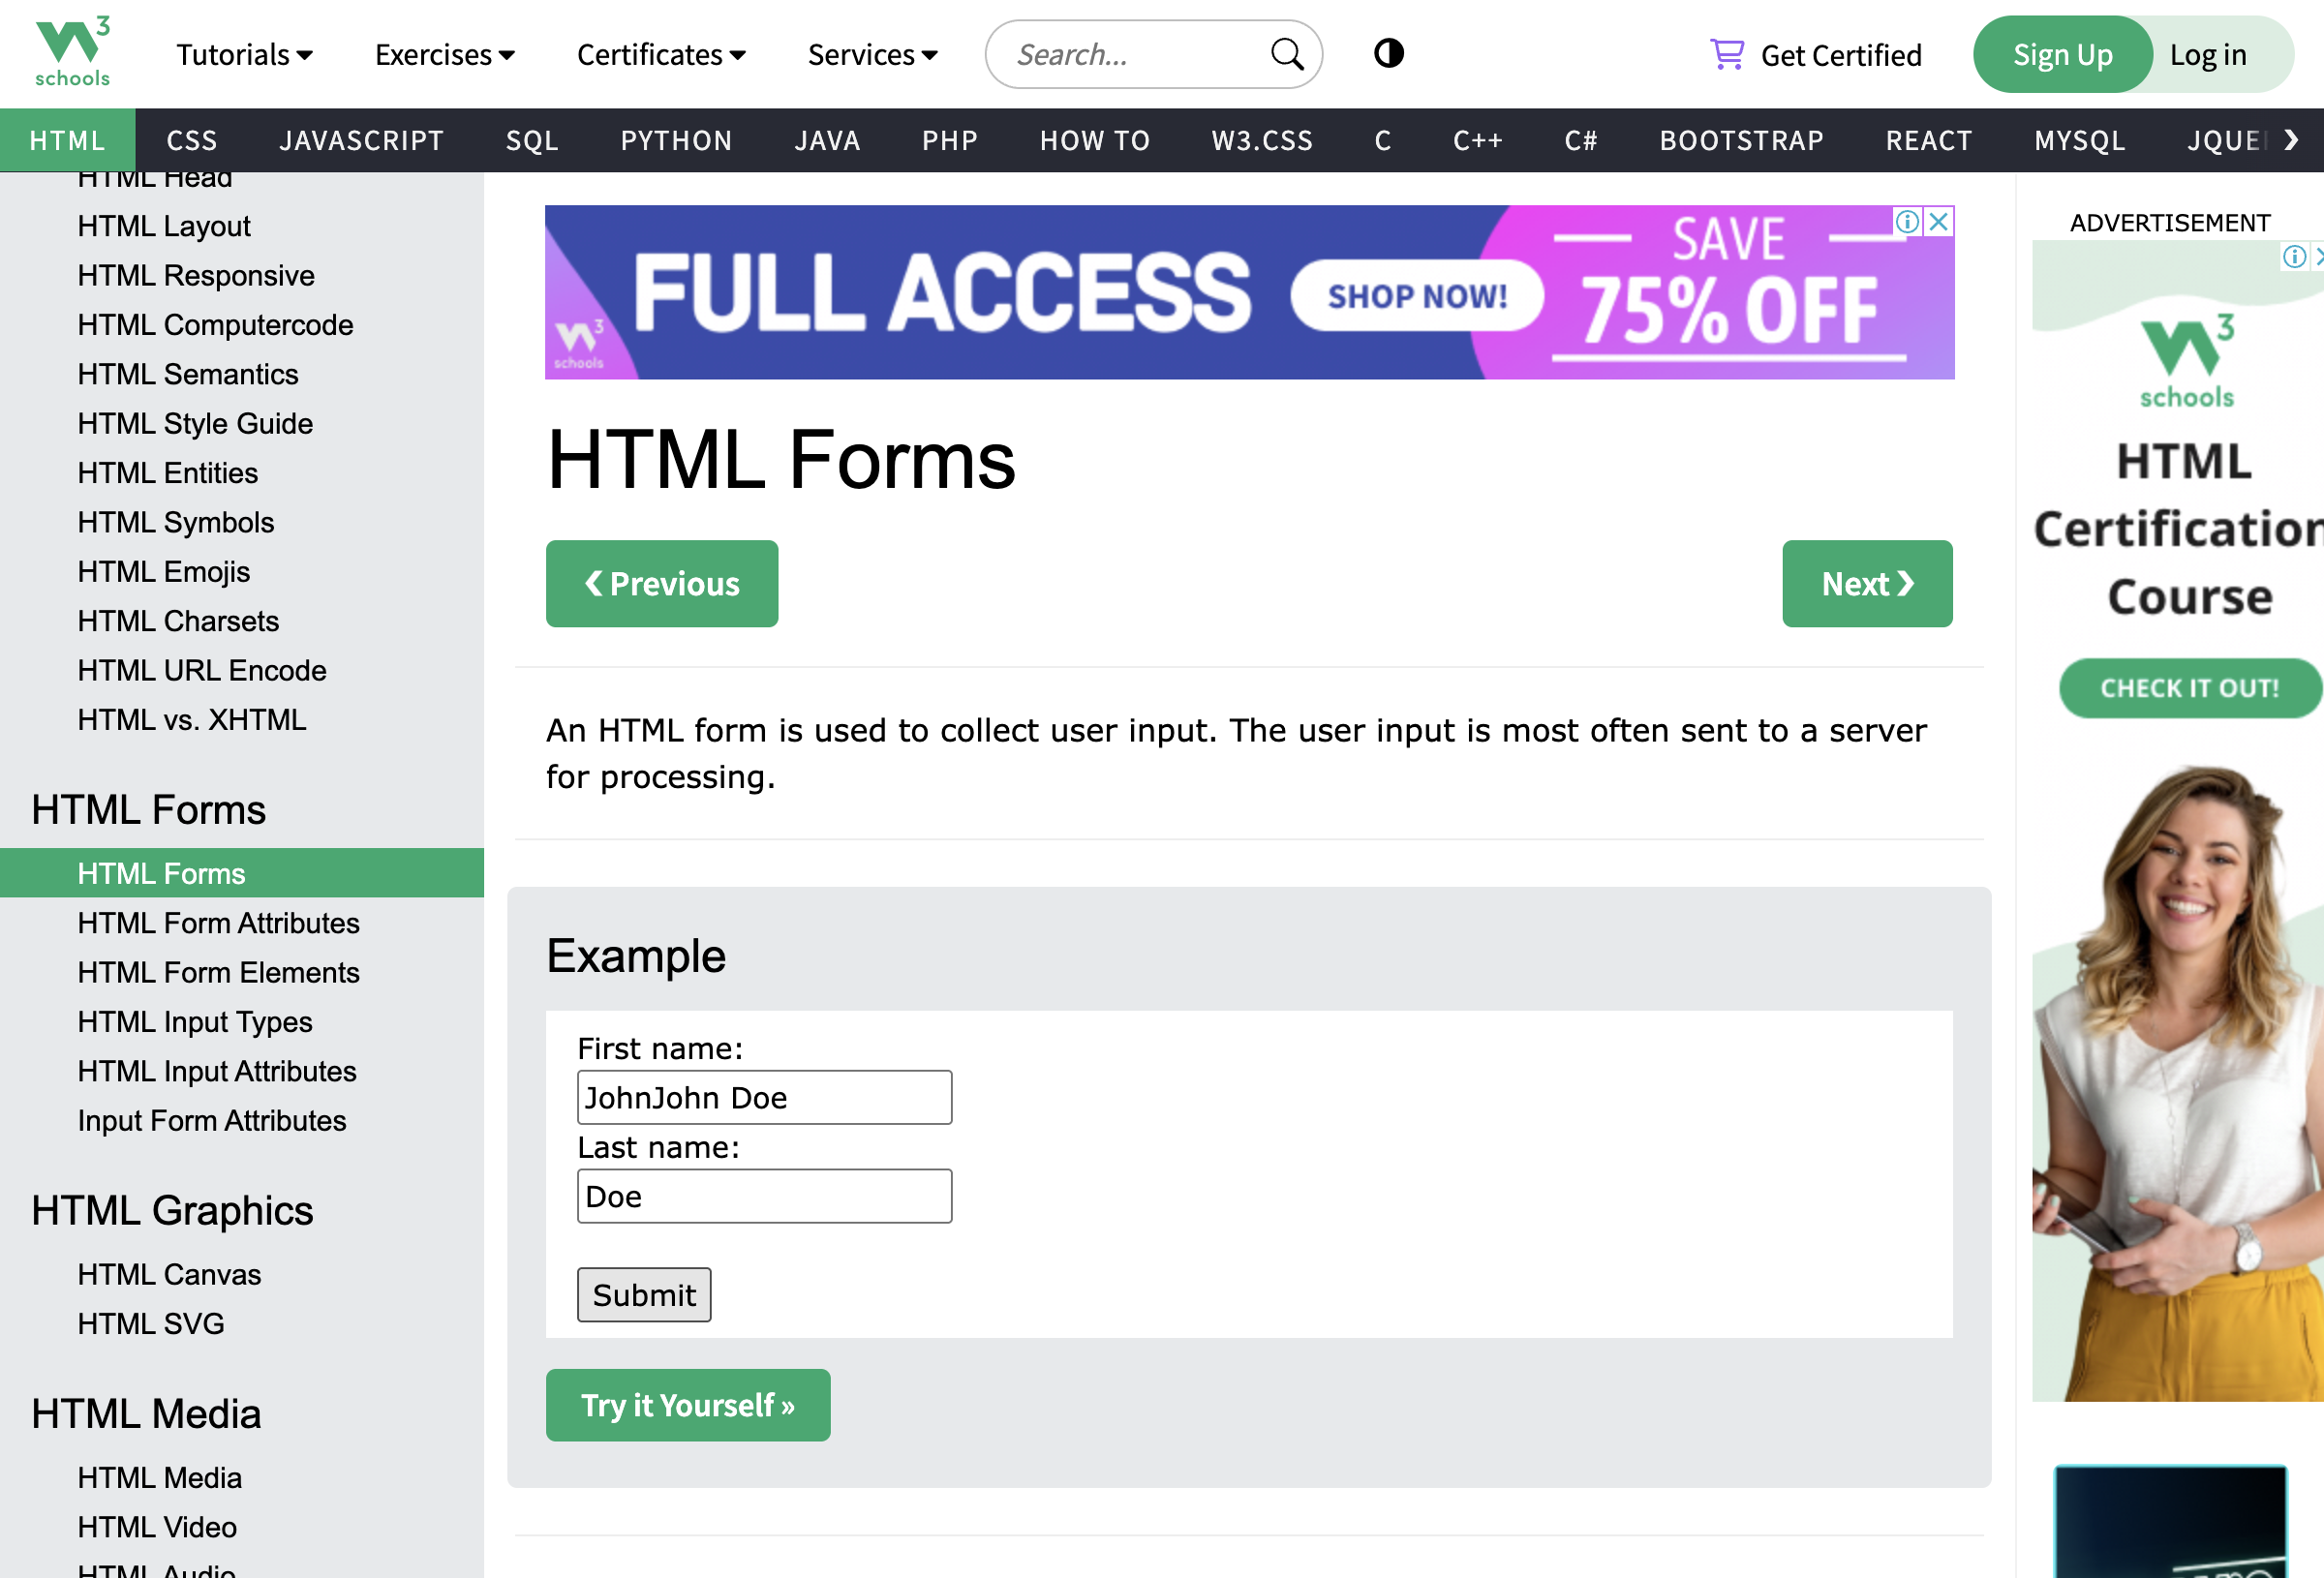 3
schools
Tutorials
Exercises
Certificates
Services
Search...
Get Certified
Sign Up
Log in
HTML CSS JAVASCRIPT SQL PYTHON JAVA PHP HOW TO W3.CSS C C++ C# BOOTSTRAP REACT MYSQL
HTML Head
HTML Layout
HTML Responsive
HTML Computercode
HTML Semantics
HTML Style Guide
HTML Entities
HTML Symbols
HTML Emojis
HTML Charsets
HTML URL Encode
HTML vs. XHTML
HTML Forms
HTML Forms
HTML Form Attributes
HTML Form Elements
HTML Input Types
HTML Input Attributes
Input Form Attributes
HTML Graphics
HTML Canvas
HTML SVG
HTML Media
HTML Media
HTML Video
HTML Audio
3
schools
FULL ACCESS
SHOP NOW!
SAVE
75% OFF
HTML Forms
❮ Previous
Next ❯
An HTML form is used to collect user input. The user input is most often sent to a server
for processing.
Example
First name:
JohnJohn Doe
Last name:
Doe
Submit
Try it Yourself »
ADVERTISEMENT
3
schools
HTML
Certification
Course
CHECK IT OUT!